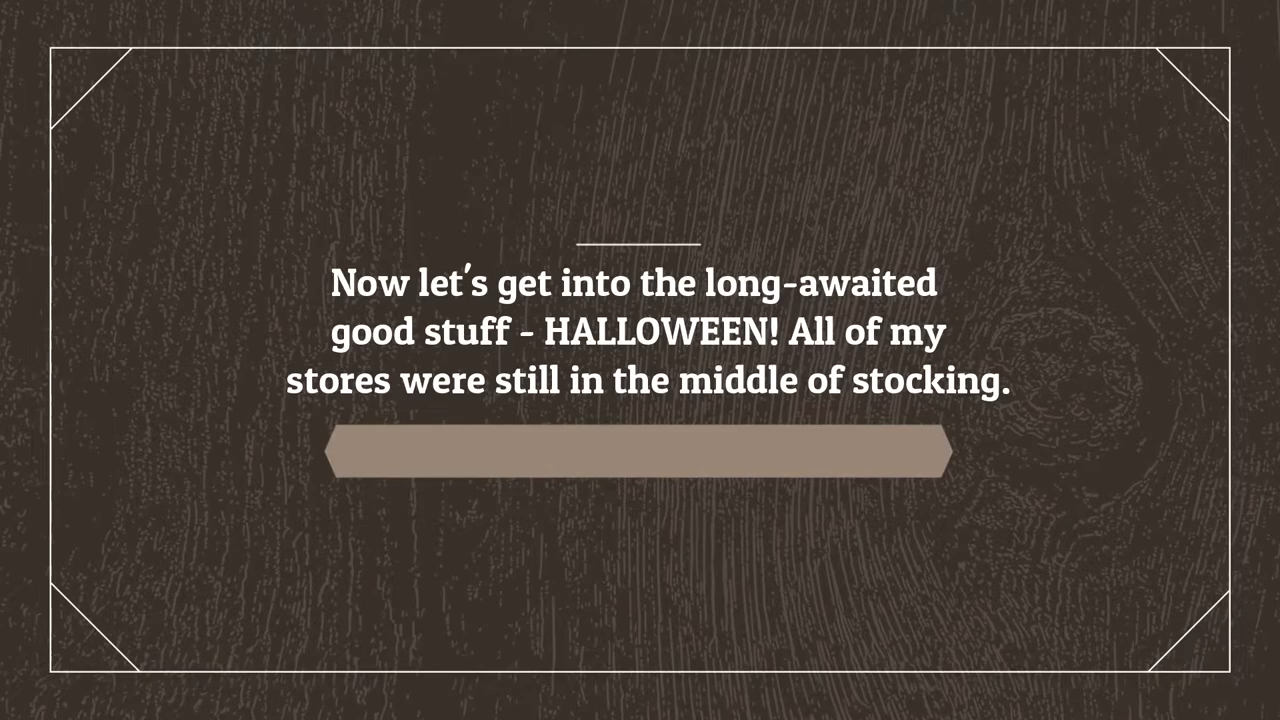 Now let's get into the long-awaited
good stuff - HALLOWEEN! All of my
stores were still in the middle of stocking.